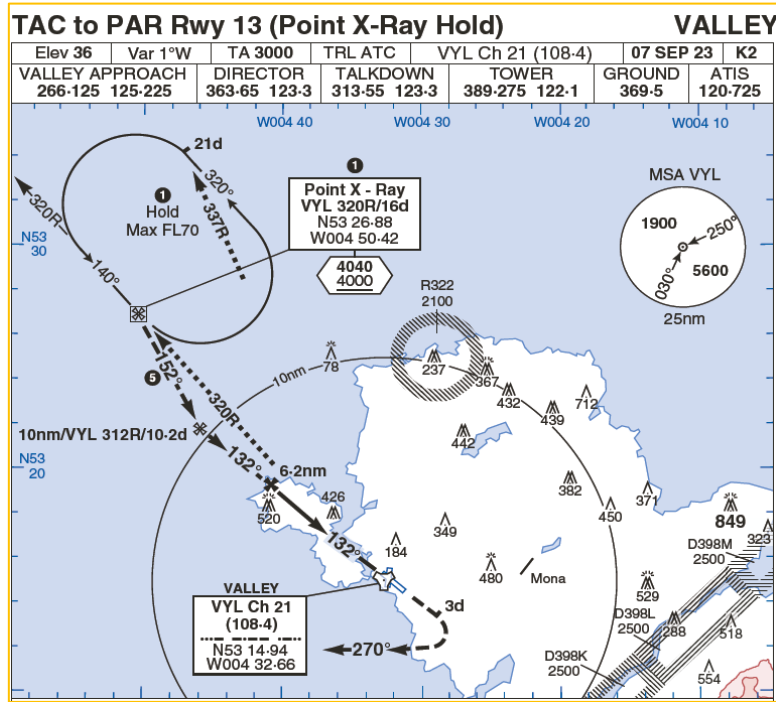 TAC to PAR Rwy 13 (Point X-Ray Hold) VALLEY
Elev 36 Var 1°W TA 3000 TRL ATC VYL Ch 21 (108·4) 07 SEP 23 K2
VALLEY APPROACH DIRECTOR TALKDOWN TOWER GROUND ATIS
266·125 125·225 363·65 123·3 313·55 123·3 389·275 122·1 369·5 120·725
W004 40 W004 30 W004 20 W004 10
21d
1
320°
1
Hold
Max FL70
337R
320R
140°
Point X - Ray
VYL 320R/16d
N53 26·88
W004 50·42
4040
4000
MSA VYL
1900
250°
5600
030°
25nm
N53
30
R322
2100
237
78
10nm
367
432
439
712
152°
5
320R
442
10nm/VYL 312R/10·2d
N53
20
132°
6·2nm
382
371
450
849
520
426
349
323
184
132°
D398M
2500
480
Mona
529
VALLEY
VYL Ch 21
(108·4)
N53 14·94
W004 32·66
3d
270°
D398L
2500
288
518
D398K
2500
554